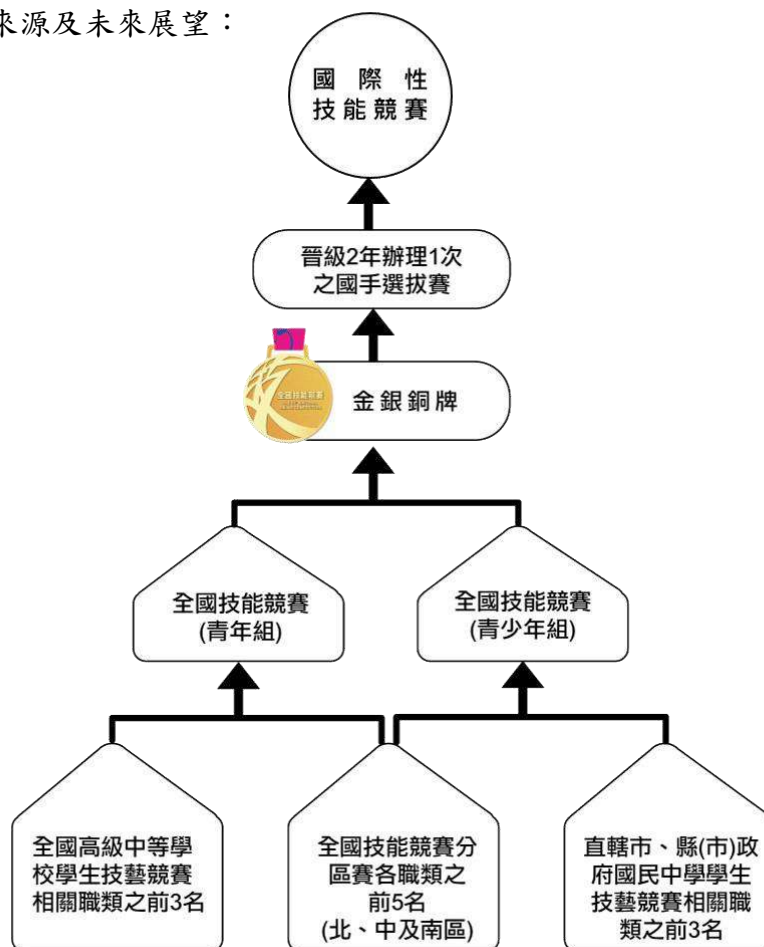 來源及未來展望：
國際性
技能競賽
晉級2年辦理1次
之國手選拔賽
全國技能競賽
金銀銅牌
全國技能競賽
(青年組)
全國技能競賽
(青少年組)
全國高級中等學
校學生技藝競賽
相關職類之前3名
全國技能競賽分
區賽各職類之
前5名
(北、中及南區)
直轄市、縣(市)政
府國民中學學生
技藝競賽相關職
類之前3名